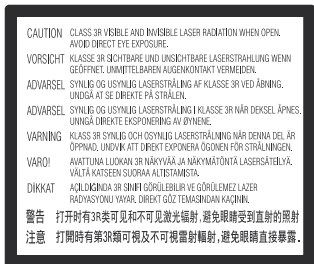 CAUTION CLASS 3R VISIBLE AND INVISIBLE LASER RADIATION WHEN OPEN.
AVOID DIRECT EYE EXPOSURE.
VORSICHT KLASSE 3R SICHTBARE UND UNSICHTBARE LASERSTRAHLUNG WENN
GEÖFFNET. UNMITTELBAREN AUGENKONTAKT VERMEIDEN.
ADVARSEL SYNLIG OG USYNLIG LASERSTRÅLING AF KLASSE 3R VED ÅBNING.
UNDGÅ AT SE DIREKTE PÅ STRÅLEN.
ADVARSEL SYNLIG OG USYNLIG LASERSTRÅLING I KLASSE 3R NÅR DEKSEL ÅPNES.
UNNGÅ DIREKTE EKSPONERING AV ØYNENE.
VARNING KLASS 3R SYNLIG OCH OSYNLIG LASERSTRÅLNING NÄR DENNA DEL ÄR
ÖPPNAD. UNDVIK ATT DIREKT EXPONERA ÖGONEN FÖR STRÅLNINGEN.
VARO! AVATTUNA LUOKAN 3R NÄKYVÄÄ JA NÄKYMÄTÖNTÄ LASERSÄTEILYÄ.
VÄLTÄ KATSEEN SUORAA ALTISTAMISTA.
DIKKAT AÇILDIĞINDA 3R SINIFI GÖRÜLEBILIR VE GÖRÜLEMEZ LAZER
RADYASYONU YAYAR. DIREKT GÖZ TEMASINDAN KAÇININ.
警告 打开时有3R类可见和不可见激光辐射,避免眼睛受到直射的照射
注意 打開時有第3R類可視及不可視雷射輻射,避免眼睛直接暴露.